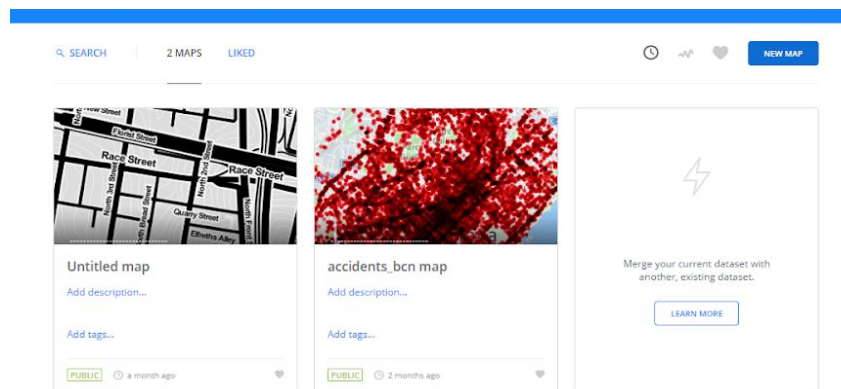 SEARCH
2 MAPS
LIKED
NEW MAP
New Street
Florist Street
Race Street
Race Street
North 3rd Street
North 2nd Street
North Bread Street
Quarry Street
Elfreths Alley
North Front
Untitled map
Add description...
Add tags...
PUBLIC
a month ago
accidents_bcn map
Add description...
Add tags...
PUBLIC
2 months ago
Merge your current dataset with
another, existing dataset.
LEARN MORE